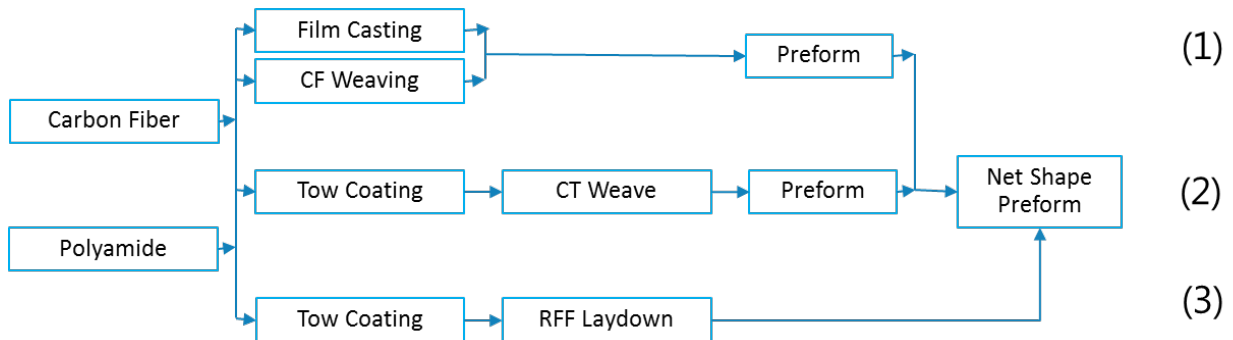 Film Casting
(1)
Preform
CF Weaving
Carbon Fiber
Tow Coating
CT Weave
Preform
Net Shape
Preform
(2)
Polyamide
(3)
Tow Coating
RFF Laydown